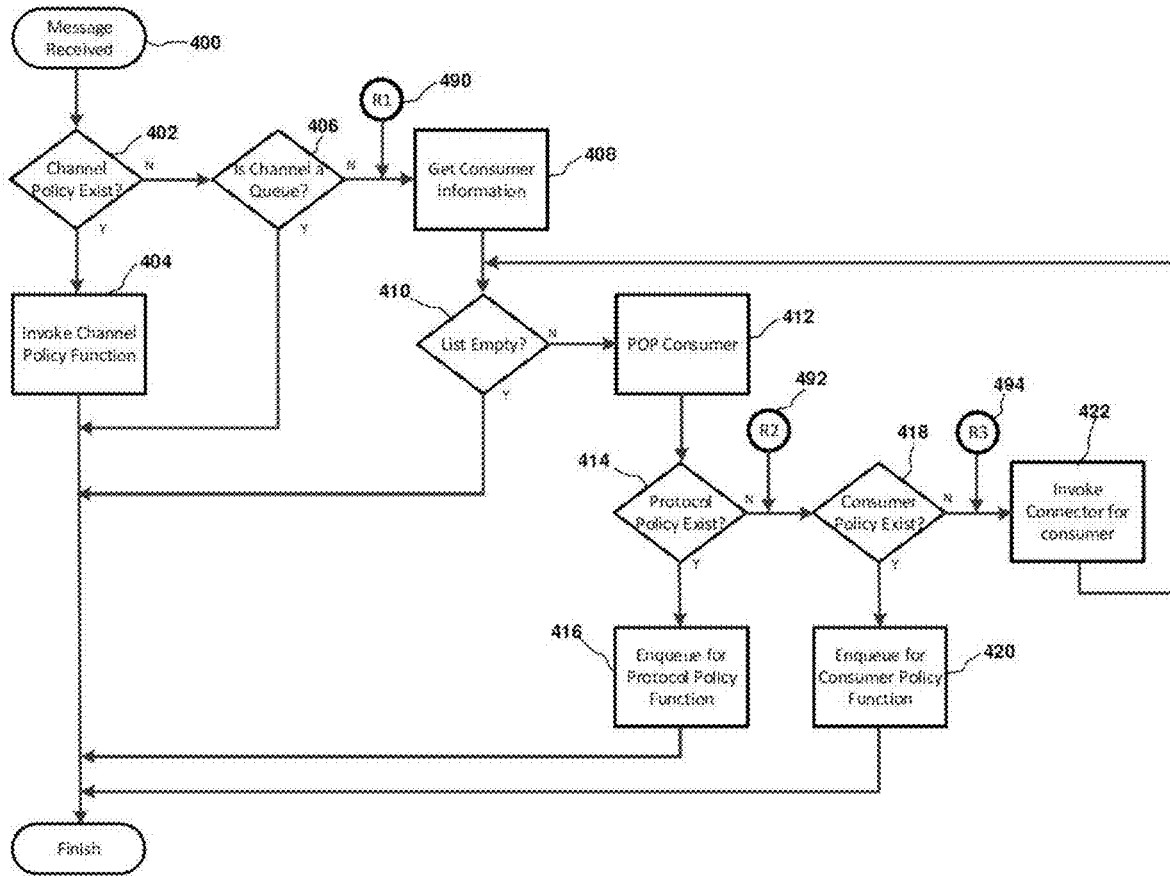 Message
Received
400
490
R1
402
406
Channel
Policy Exist?
N
Y
Is Channel a
Queue?
N
Y
Get Consumer
Information
408
404
Invoke Channel
Policy Function
410
List Empty?
N
Y
POP Consumer
412
492
R2
494
R3
414
Protocol
Policy Exist?
N
Y
418
Consumer
Policy Exist?
N
Y
422
Invoke
Connector for
consumer
416
Enqueue for
Protocol Policy
Function
Enqueue for
Consumer Policy
Function
420
Finish